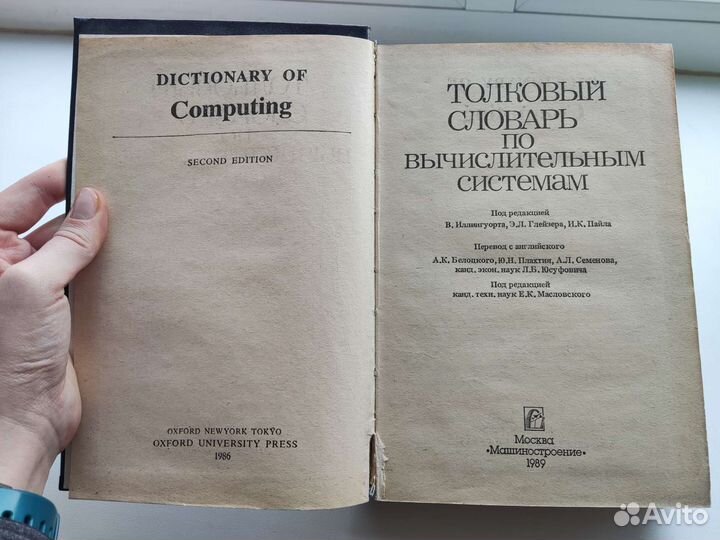 DICTIONARY OF
Computing
SECOND EDITION
OXFORD NEW YORK TOKYO
OXFORD UNIVERSITY PRESS
1986
ТОЛКОВЫЙ
СЛОВАРЬ
ПО
ВЫЧИСЛИТЕЛЬНЫМ
СИСТЕМАМ
Под редакцией
В. Иллингуорта, Э.Л. Глейзера, И.К. Пайла
Перевод с английского
А.К. Белоцкого, Ю.Н. Плахтия, А.Л. Семенова,
канд. экон. наук Л.Б. Юсуфовича
Под редакцией
канд. техн. наук Е.К. Масловского
Москва
«Машиностроение»
1989
Avito